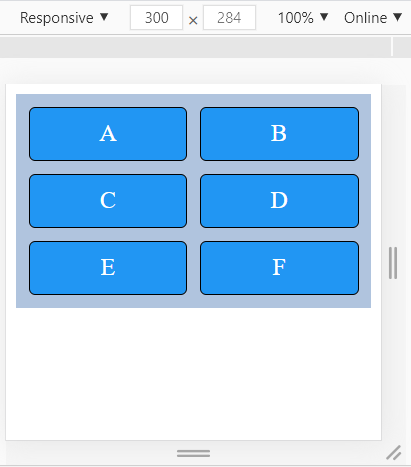 Responsive ▼ 300 × 284 100% ▼ Online ▼
A B
C D
E F